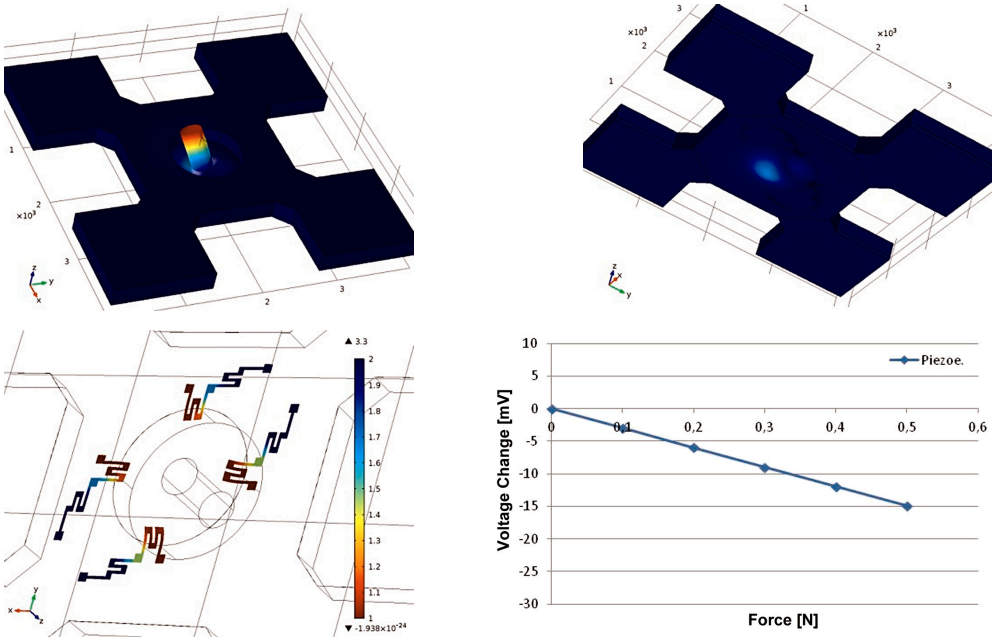 1
×10³ 2
3
2
3
z
y
x
3
×10³
2
1
1
×10³
2
3
z
x
y
▲ 3.3
2
1.9
1.8
1.7
1.6
1.5
1.4
1.3
1.2
1.1
1
▼ -1.938×10⁻²⁴
y
x
z
10
5
0
-5
-10
-15
-20
-25
-30
0 0,1 0,2 0,3 0,4 0,5 0,6
Piezoe.
Voltage Change [mV]
Force [N]